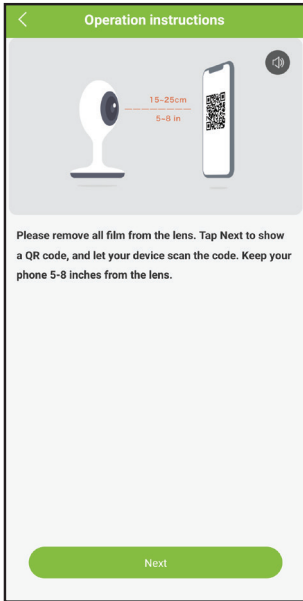 Operation instructions
15-25cm
5-8 in
Please remove all film from the lens. Tap Next to show
a QR code, and let your device scan the code. Keep your
phone 5-8 inches from the lens.
Next